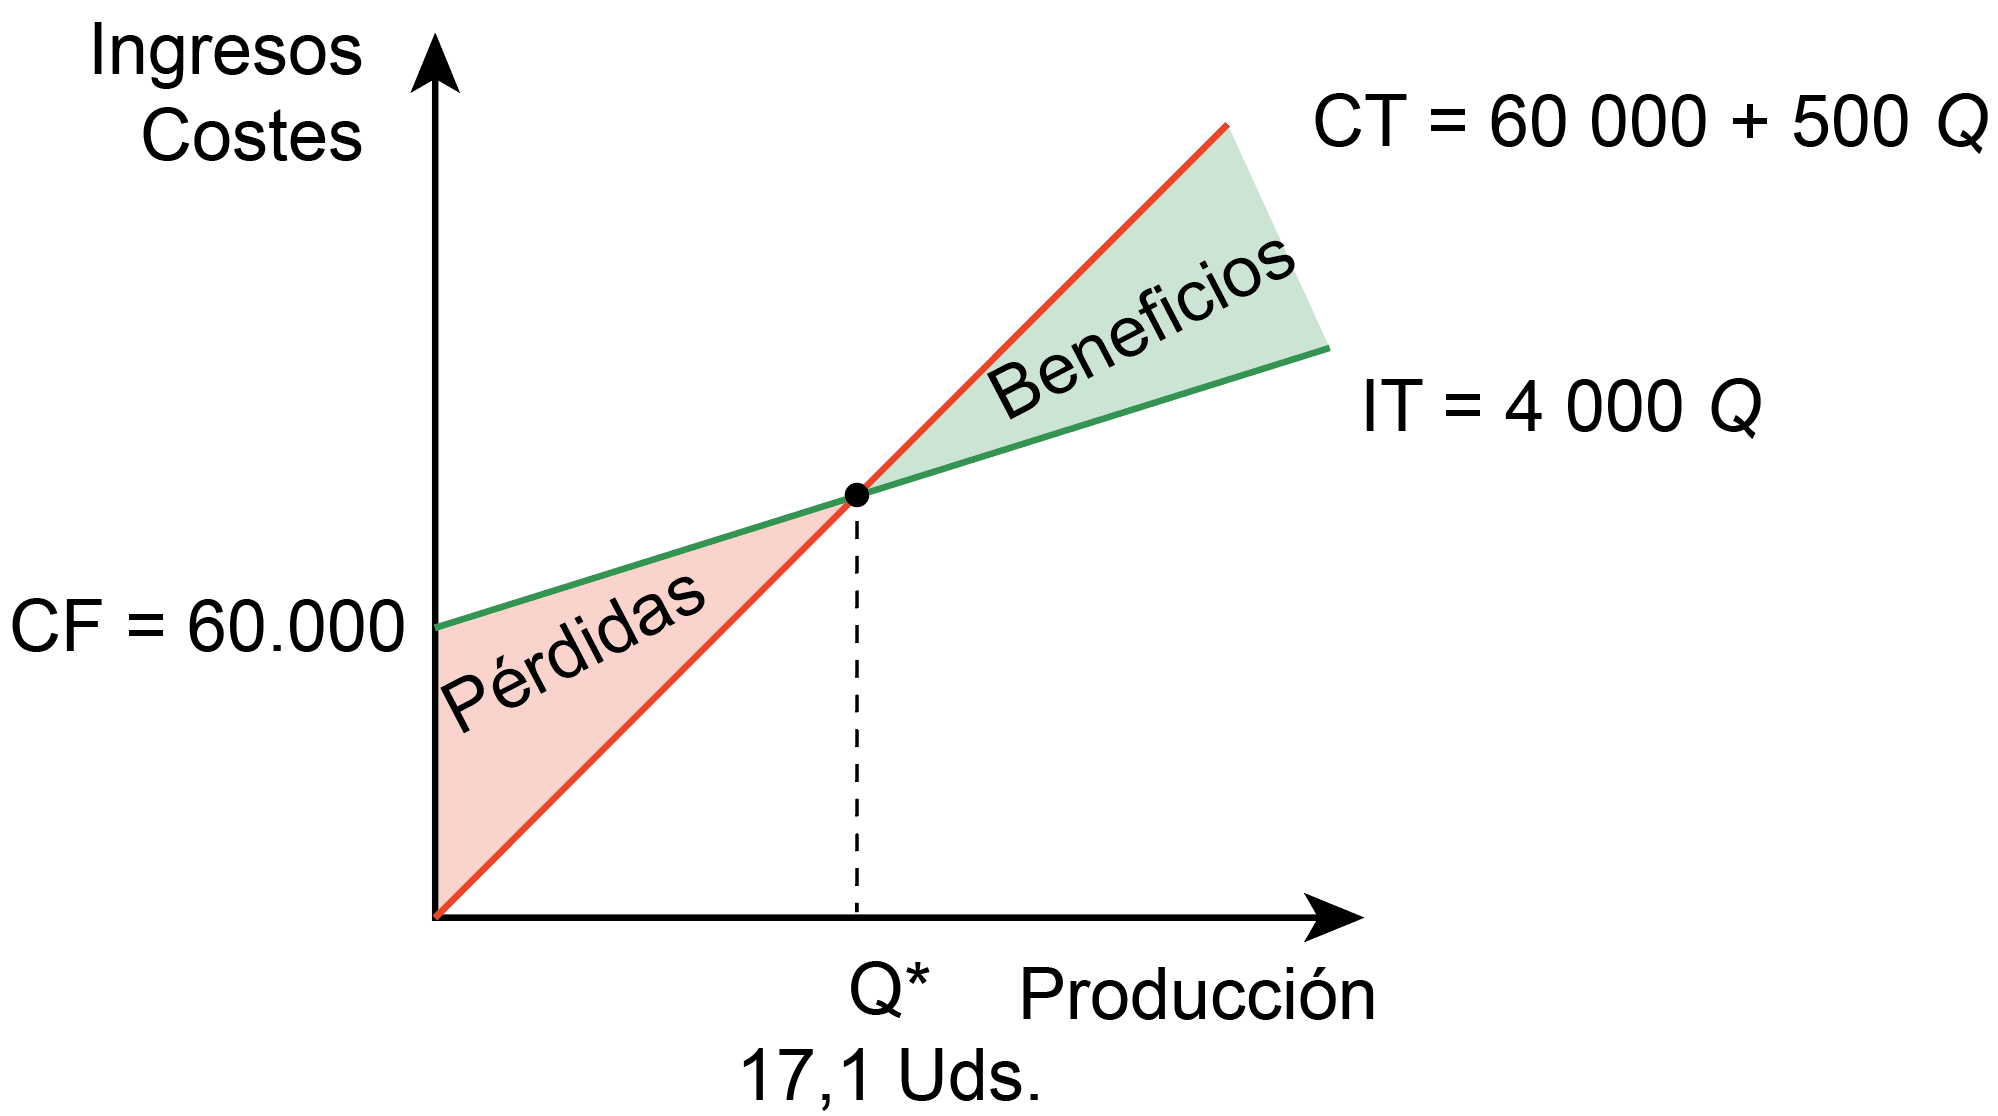 Ingresos
Costes
CT = 60 000 + 500 Q
Beneficios
IT = 4 000 Q
CF = 60.000
Pérdidas
Q*
Producción
17,1 Uds.